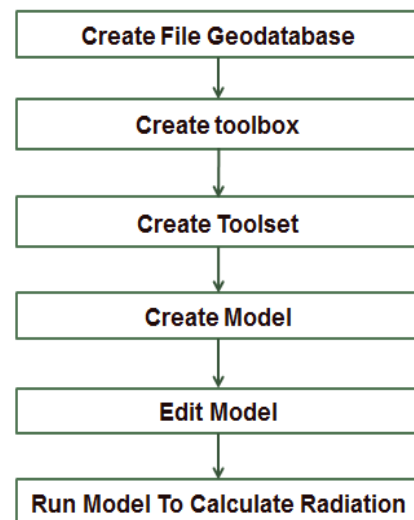 Create File Geodatabase
Create toolbox
Create Toolset
Create Model
Edit Model
Run Model To Calculate Radiation